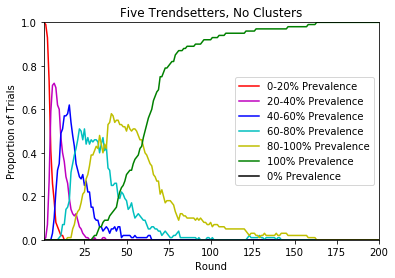 Five Trendsetters, No Clusters
Proportion of Trials
1.0
0.8
0.6
0.4
0.2
0.0
0-20% Prevalence
20-40% Prevalence
40-60% Prevalence
60-80% Prevalence
80-100% Prevalence
100% Prevalence
0% Prevalence
25 50 75 100 125 150 175 200
Round